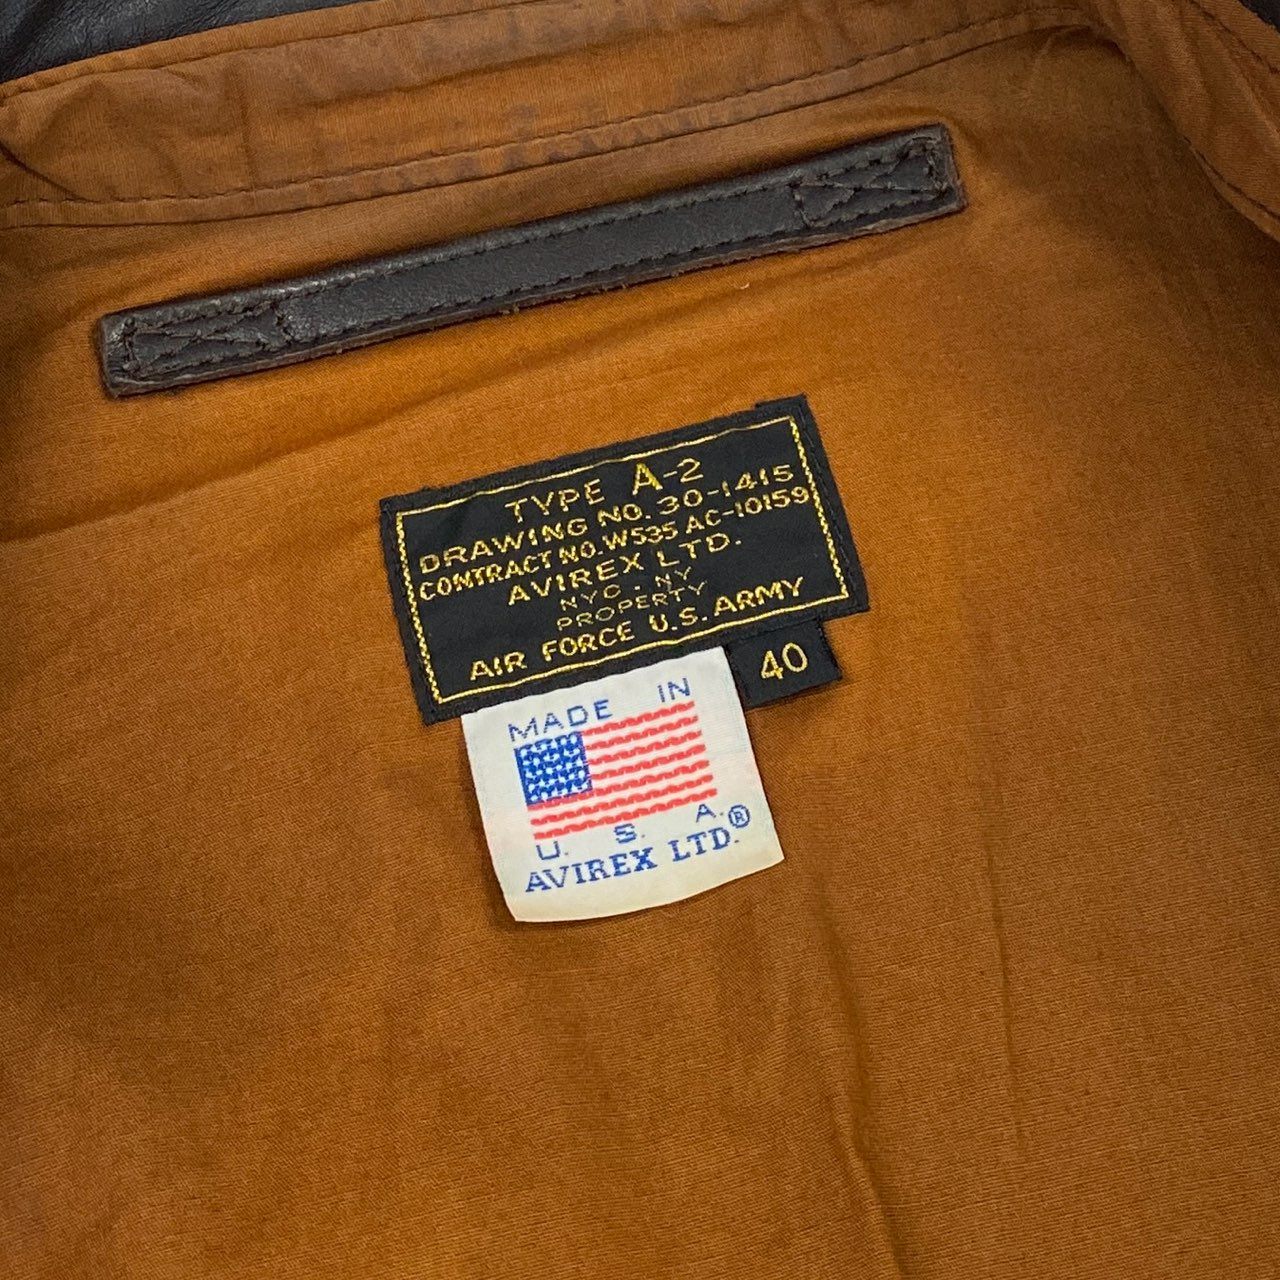 TYPE A-2
DRAWING NO. 30-1415
CONTRACT NO. W535 AC-10159
AVIREX LTD.
NYC. NY
PROPERTY
AIR FORCE U.S. ARMY
40
MADE IN
U. S. A.
AVIREX LTD.®